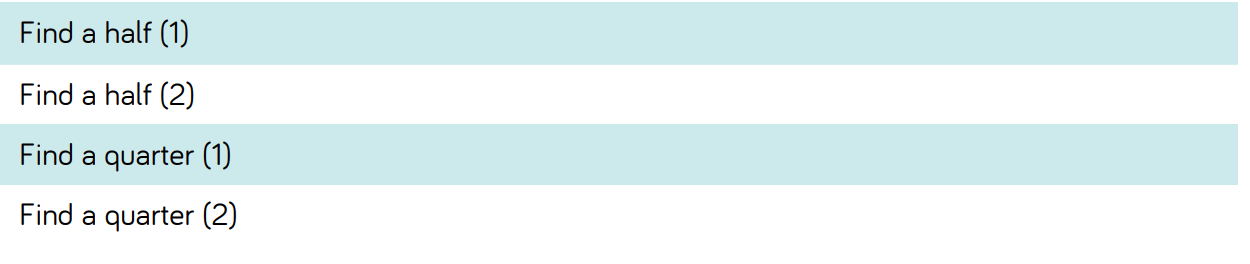 Find a half (1)
Find a half (2)
Find a quarter (1)
Find a quarter (2)